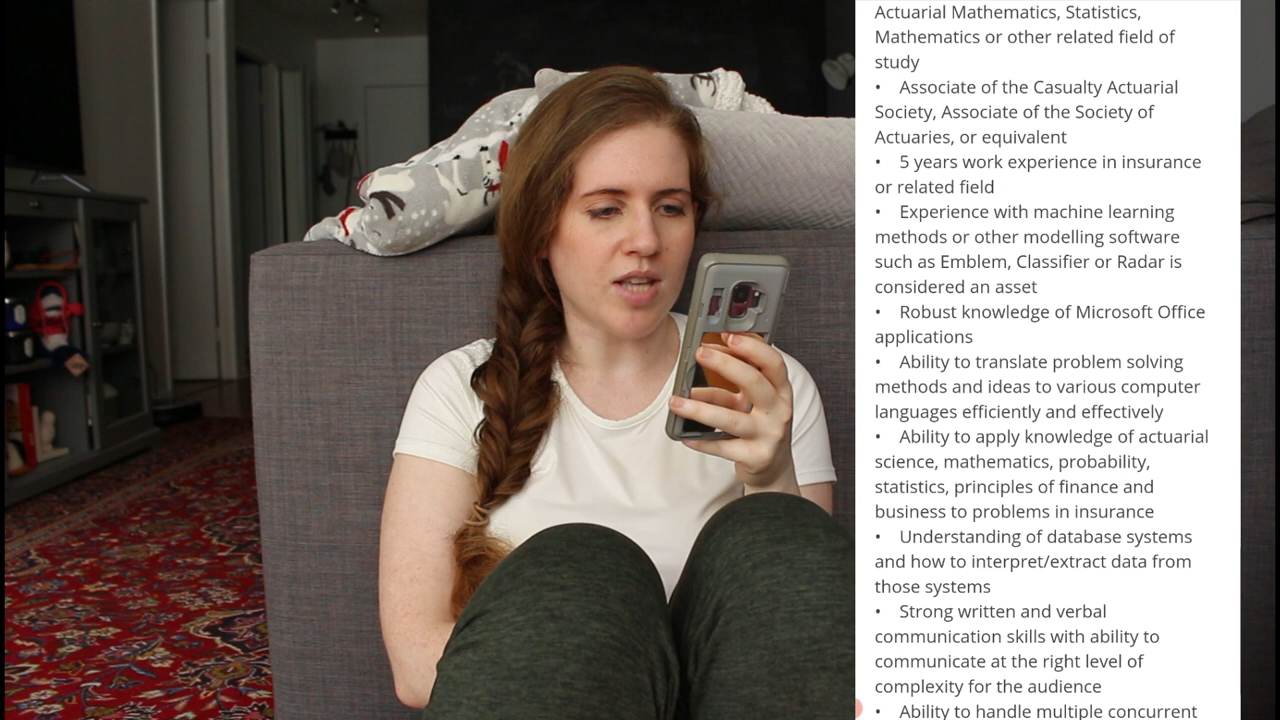 Actuarial Mathematics, Statistics,
Mathematics or other related field of
study
• Associate of the Casualty Actuarial
Society, Associate of the Society of
Actuaries, or equivalent
• 5 years work experience in insurance
or related field
• Experience with machine learning
methods or other modelling software
such as Emblem, Classifier or Radar is
considered an asset
• Robust knowledge of Microsoft Office
applications
• Ability to translate problem solving
methods and ideas to various computer
languages efficiently and effectively
• Ability to apply knowledge of actuarial
science, mathematics, probability,
statistics, principles of finance and
business to problems in insurance
• Understanding of database systems
and how to interpret/extract data from
those systems
• Strong written and verbal
communication skills with ability to
communicate at the right level of
complexity for the audience
• Ability to handle multiple concurrent